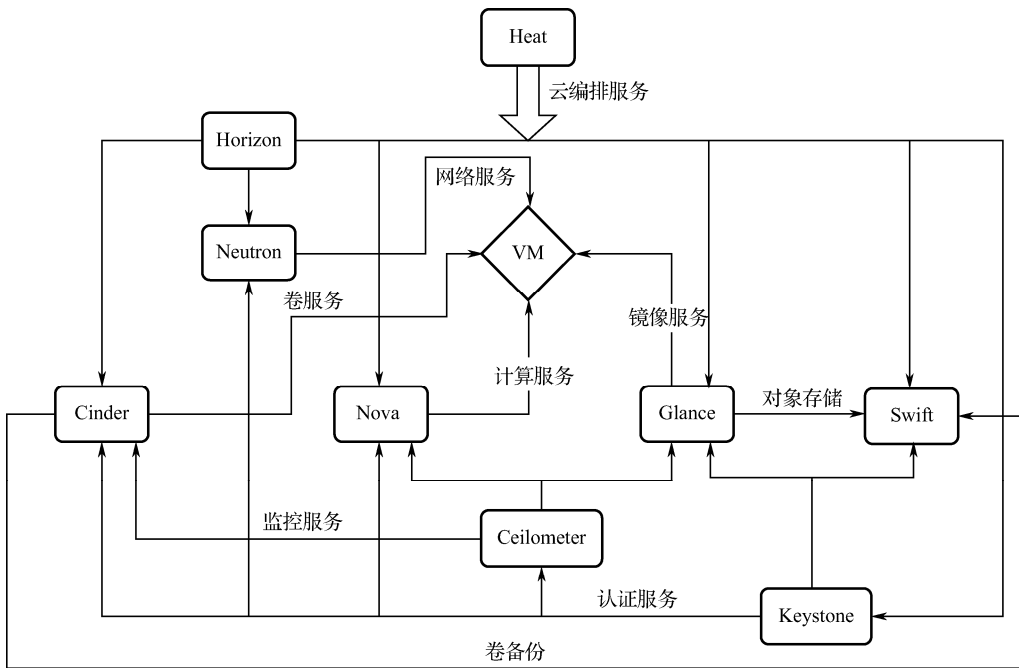 Heat
云编排服务
Horizon
网络服务
Neutron
VM
卷服务
镜像服务
计算服务
Cinder
Nova
Glance
对象存储
Swift
监控服务
Ceilometer
认证服务
Keystone
卷备份